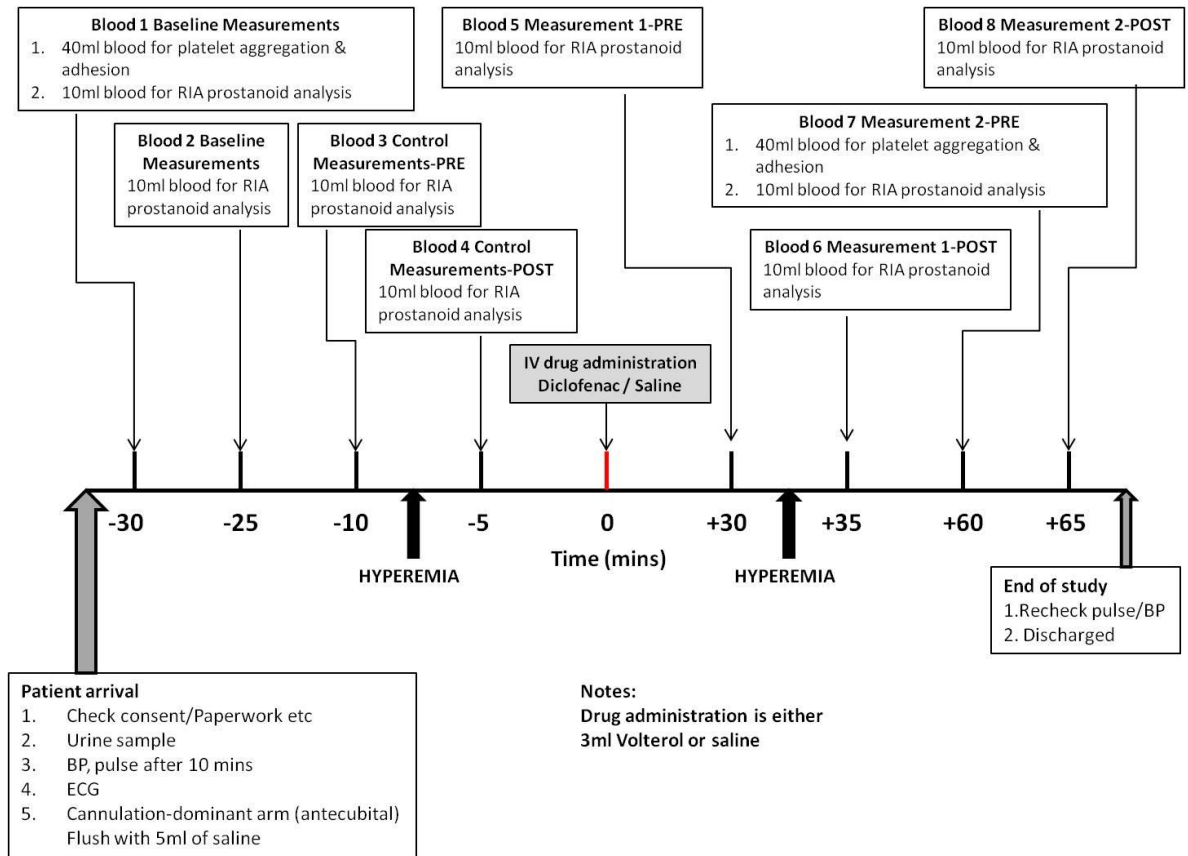 Blood 1 Baseline Measurements
1. 40ml blood for platelet aggregation &
adhesion
2. 10ml blood for RIA prostanoid analysis
Blood 2 Baseline
Measurements
10ml blood for RIA
prostanoid analysis
Blood 3 Control
Measurements-PRE
10ml blood for RIA
prostanoid analysis
Blood 4 Control
Measurements-POST
10ml blood for RIA
prostanoid analysis
IV drug administration
Diclofenac / Saline
Blood 5 Measurement 1-PRE
10ml blood for RIA prostanoid
analysis
Blood 6 Measurement 1-POST
10ml blood for RIA prostanoid
analysis
Blood 7 Measurement 2-PRE
1. 40ml blood for platelet aggregation &
adhesion
2. 10ml blood for RIA prostanoid analysis
Blood 8 Measurement 2-POST
10ml blood for RIA prostanoid
analysis
-30 -25 -10 -5 0 +30 +35 +60 +65
Time (mins)
HYPEREMIA
HYPEREMIA
End of study
1.Recheck pulse/BP
2. Discharged
Patient arrival
1. Check consent/Paperwork etc
2. Urine sample
3. BP, pulse after 10 mins
4. ECG
5. Cannulation-dominant arm (antecubital)
Flush with 5ml of saline
Notes:
Drug administration is either
3ml Volterol or saline